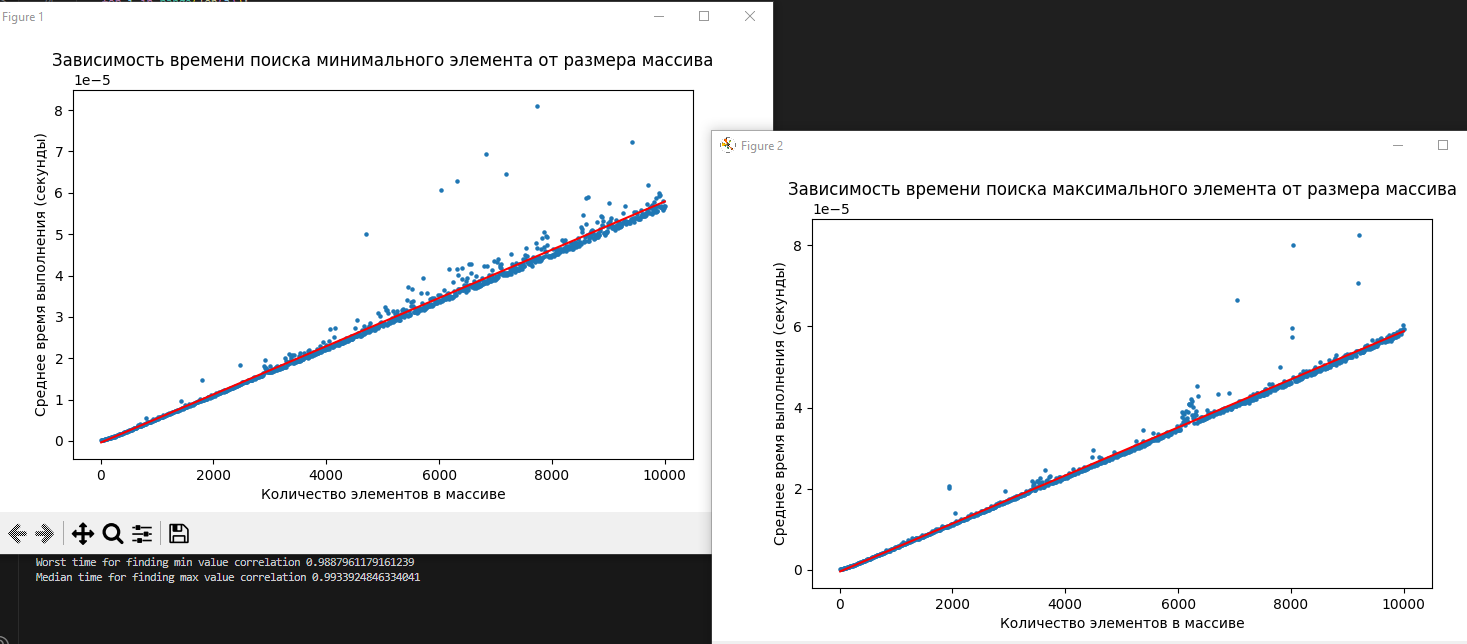 Figure 1
Зависимость времени поиска минимального элемента от размера массива
1e−5
Среднее время выполнения (секунды)
8
7
6
5
4
3
2
1
0
0 2000 4000 6000 8000 10000
Количество элементов в массиве
Worst time for finding min value correlation 0.9887961179161239
Median time for finding max value correlation 0.9933924846334041
Figure 2
Зависимость времени поиска максимального элемента от размера массива
1e−5
Среднее время выполнения (секунды)
8
6
4
2
0
0 2000 4000 6000 8000 10000
Количество элементов в массиве